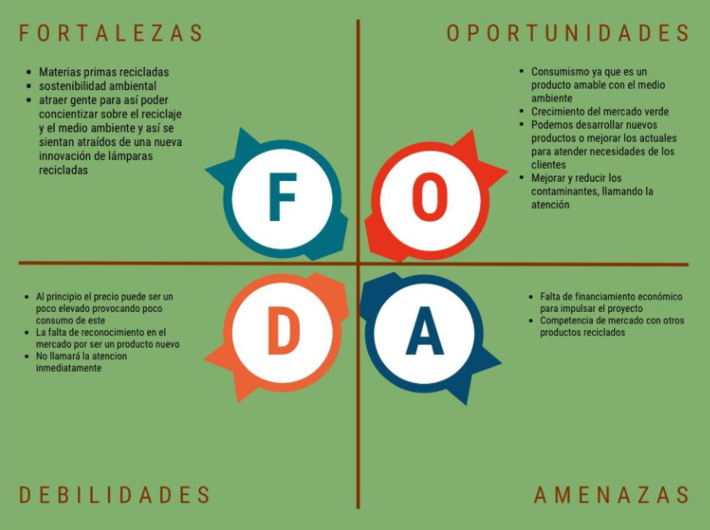 FORTALEZAS
• Materias primas recicladas
• sostenibilidad ambiental
• atraer gente para así poder
concientizar sobre el reciclaje
y el medio ambiente y así se
sientan atraídos de una nueva
innovación de lámparas
recicladas
OPORTUNIDADES
• Consumismo ya que es un
producto amable con el medio
ambiente
• Crecimiento del mercado verde
• Podemos desarrollar nuevos
productos o mejorar los actuales
para atender necesidades de los
clientes
• Mejorar y reducir los
contaminantes, llamando la
atención
F
O
D
A
• Al principio el precio puede ser un
poco elevado provocando poco
consumo de este
• La falta de reconocimiento en el
mercado por ser un producto nuevo
• No llamará la atencion
inmediatamente
DEBILIDADES
• Falta de financiamiento económico
para impulsar el proyecto
• Competencia de mercado con otros
productos reciclados
AMENAZAS